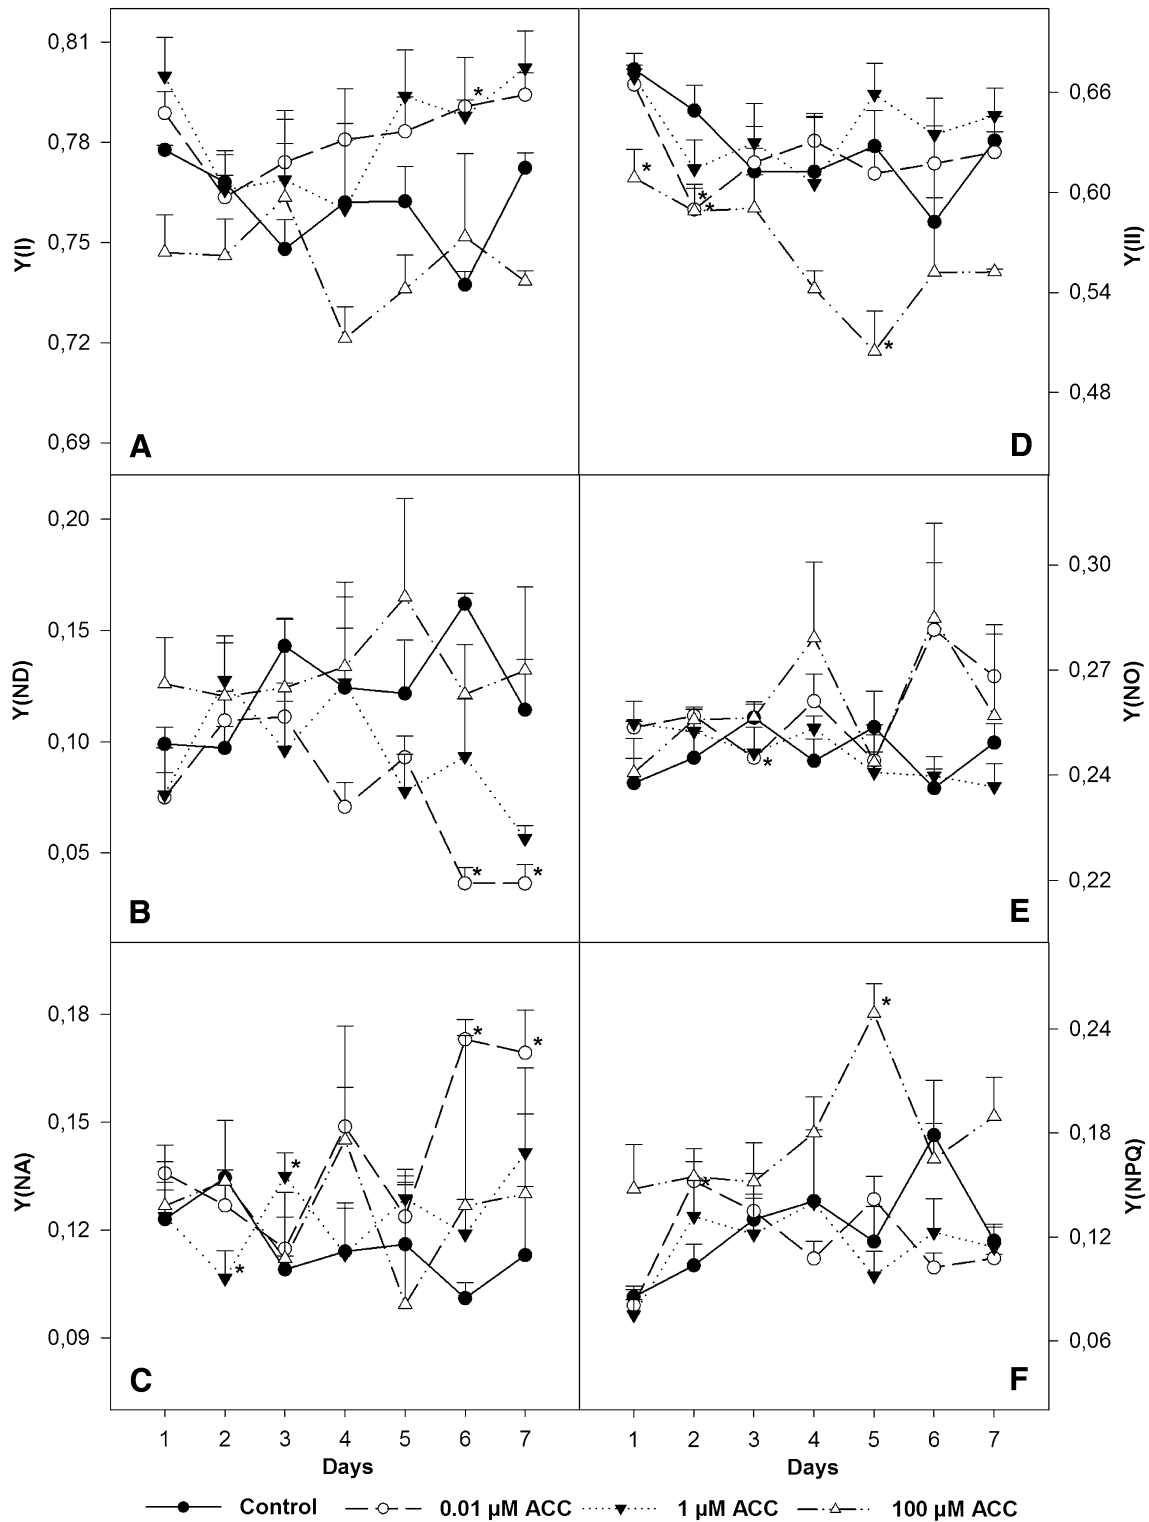 0,81
0,78
0,75
0,72
0,69
Y(I)
A
*
0,66
0,60
0,54
0,48
Y(II)
D
*
*
*
*
0,20
0,15
0,10
0,05
Y(ND)
B
*
*
0,30
0,27
0,24
0,22
Y(NO)
E
*
0,18
0,15
0,12
0,09
Y(NA)
C
*
*
*
*
0,24
0,18
0,12
0,06
Y(NPQ)
F
*
*
1 2 3 4 5 6 7
Days
1 2 3 4 5 6 7
Days
Control 0.01 µM ACC 1 µM ACC 100 µM ACC